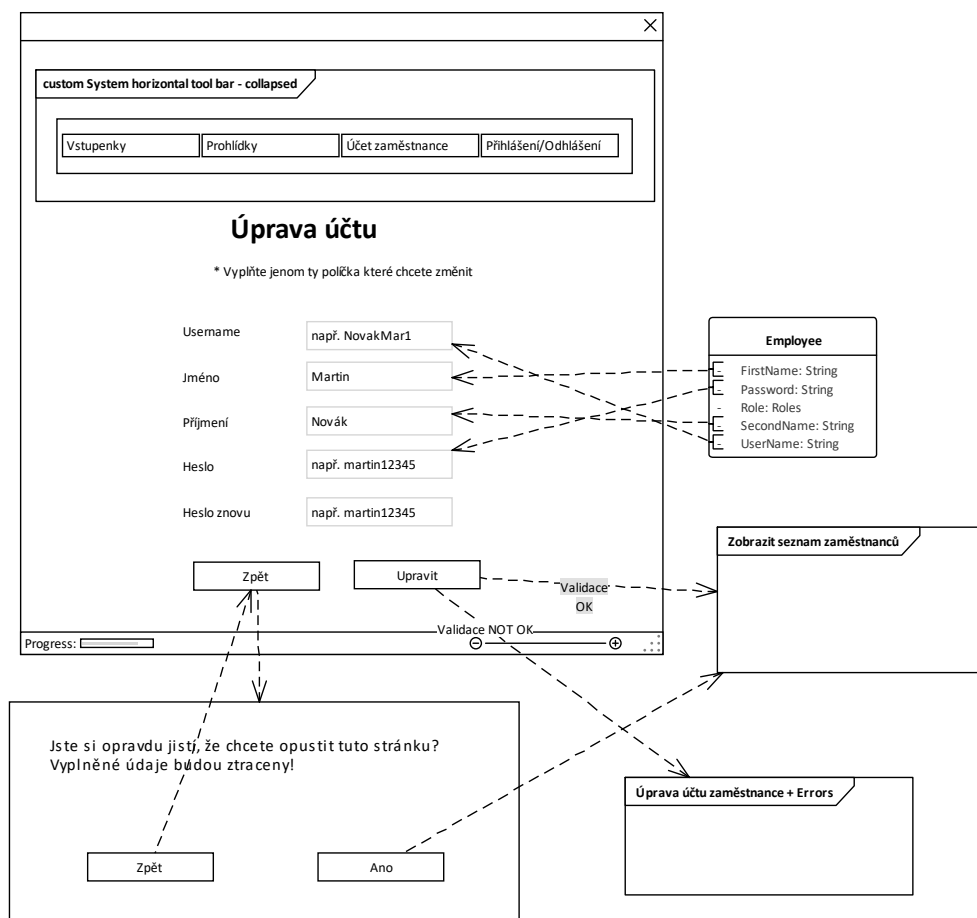 custom System horizontal tool bar - collapsed
Vstupenky
Prohlídky
Účet zaměstnance
Přihlášení/Odhlášení
Úprava účtu
* Vyplňte jenom ty políčka které chcete změnit
Username
např. NovakMar1
Jméno
Martin
Příjmení
Novák
Heslo
např. martin12345
Heslo znovu
např. martin12345
Employee
- FirstName: String
- Password: String
- Role: Roles
- SecondName: String
- UserName: String
Zpět
Upravit
Validace
OK
Validace NOT OK
Progress:
Zobrazit seznam zaměstnanců
Jste si opravdu jistí, že chcete opustit tuto stránku?
Vyplněné údaje budou ztraceny!
Zpět
Ano
Úprava účtu zaměstnance + Errors